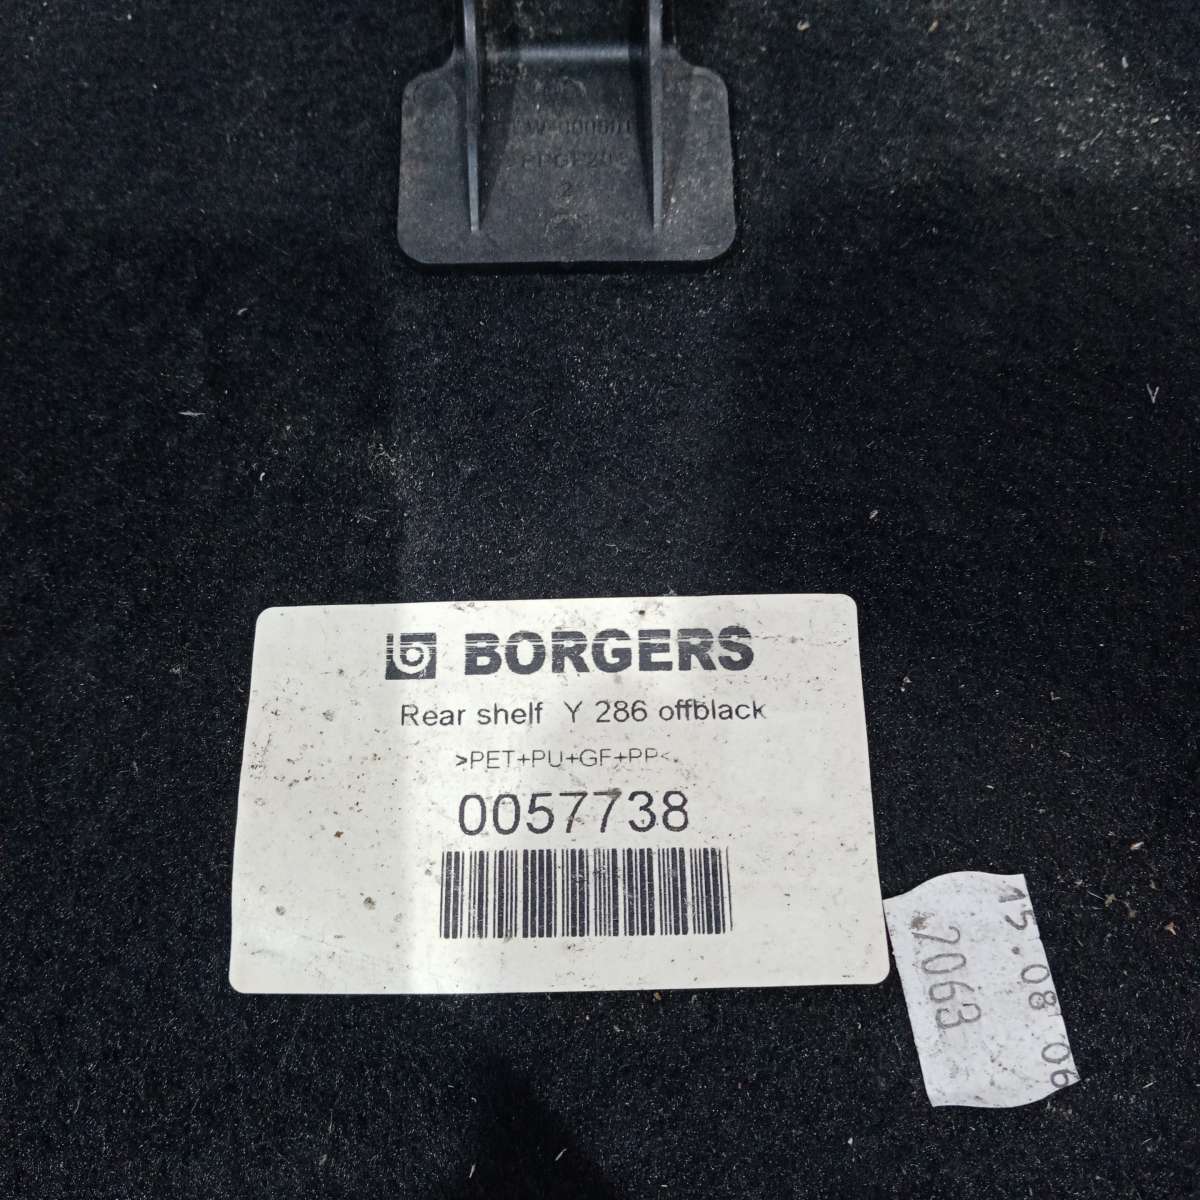 BORGERS
Rear shelf Y 286 offblack
>PET+PU+GF+PP<
0057738
15.08 06
2063